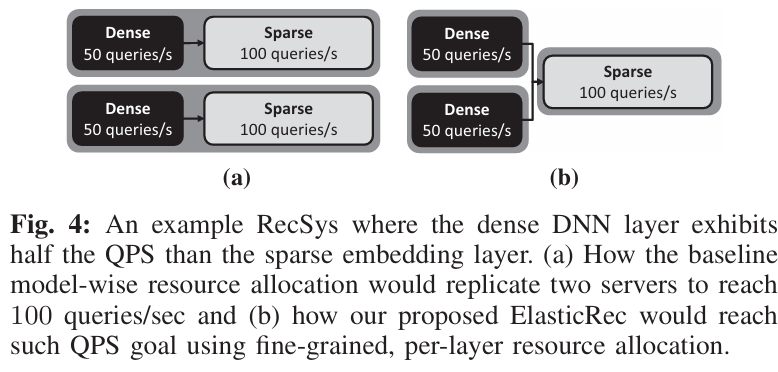 Dense
50 queries/s
Sparse
100 queries/s
Dense
50 queries/s
Sparse
100 queries/s
(a)
Dense
50 queries/s
Dense
50 queries/s
Sparse
100 queries/s
(b)
Fig. 4: An example RecSys where the dense DNN layer exhibits
half the QPS than the sparse embedding layer. (a) How the baseline
model-wise resource allocation would replicate two servers to reach
100 queries/sec and (b) how our proposed ElasticRec would reach
such QPS goal using fine-grained, per-layer resource allocation.